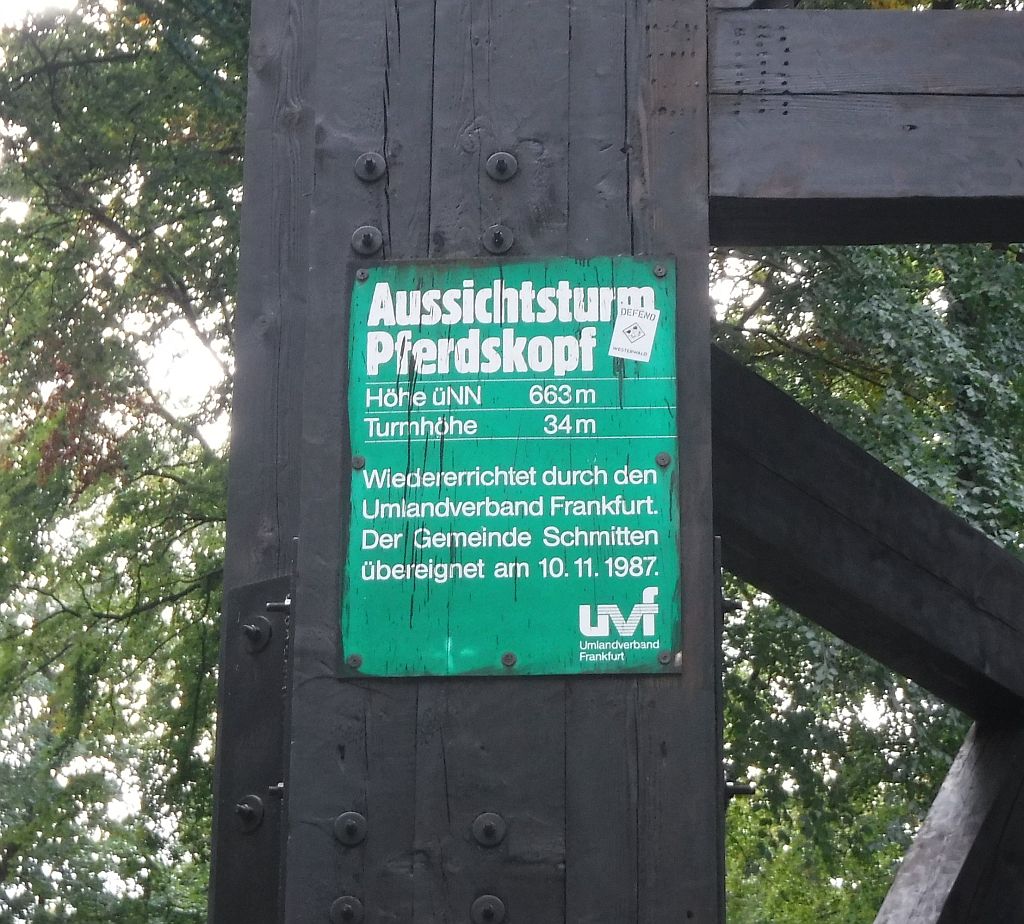 Aussichtsturm
Pferdskopf
DEFEND
WESTERWALD
Höhe üNN 663 m
Turmhöhe 34 m
Wiedererrichtet durch den
Umlandverband Frankfurt.
Der Gemeinde Schmitten
übereignet am 10. 11. 1987.
uvf
Umlandverband
Frankfurt